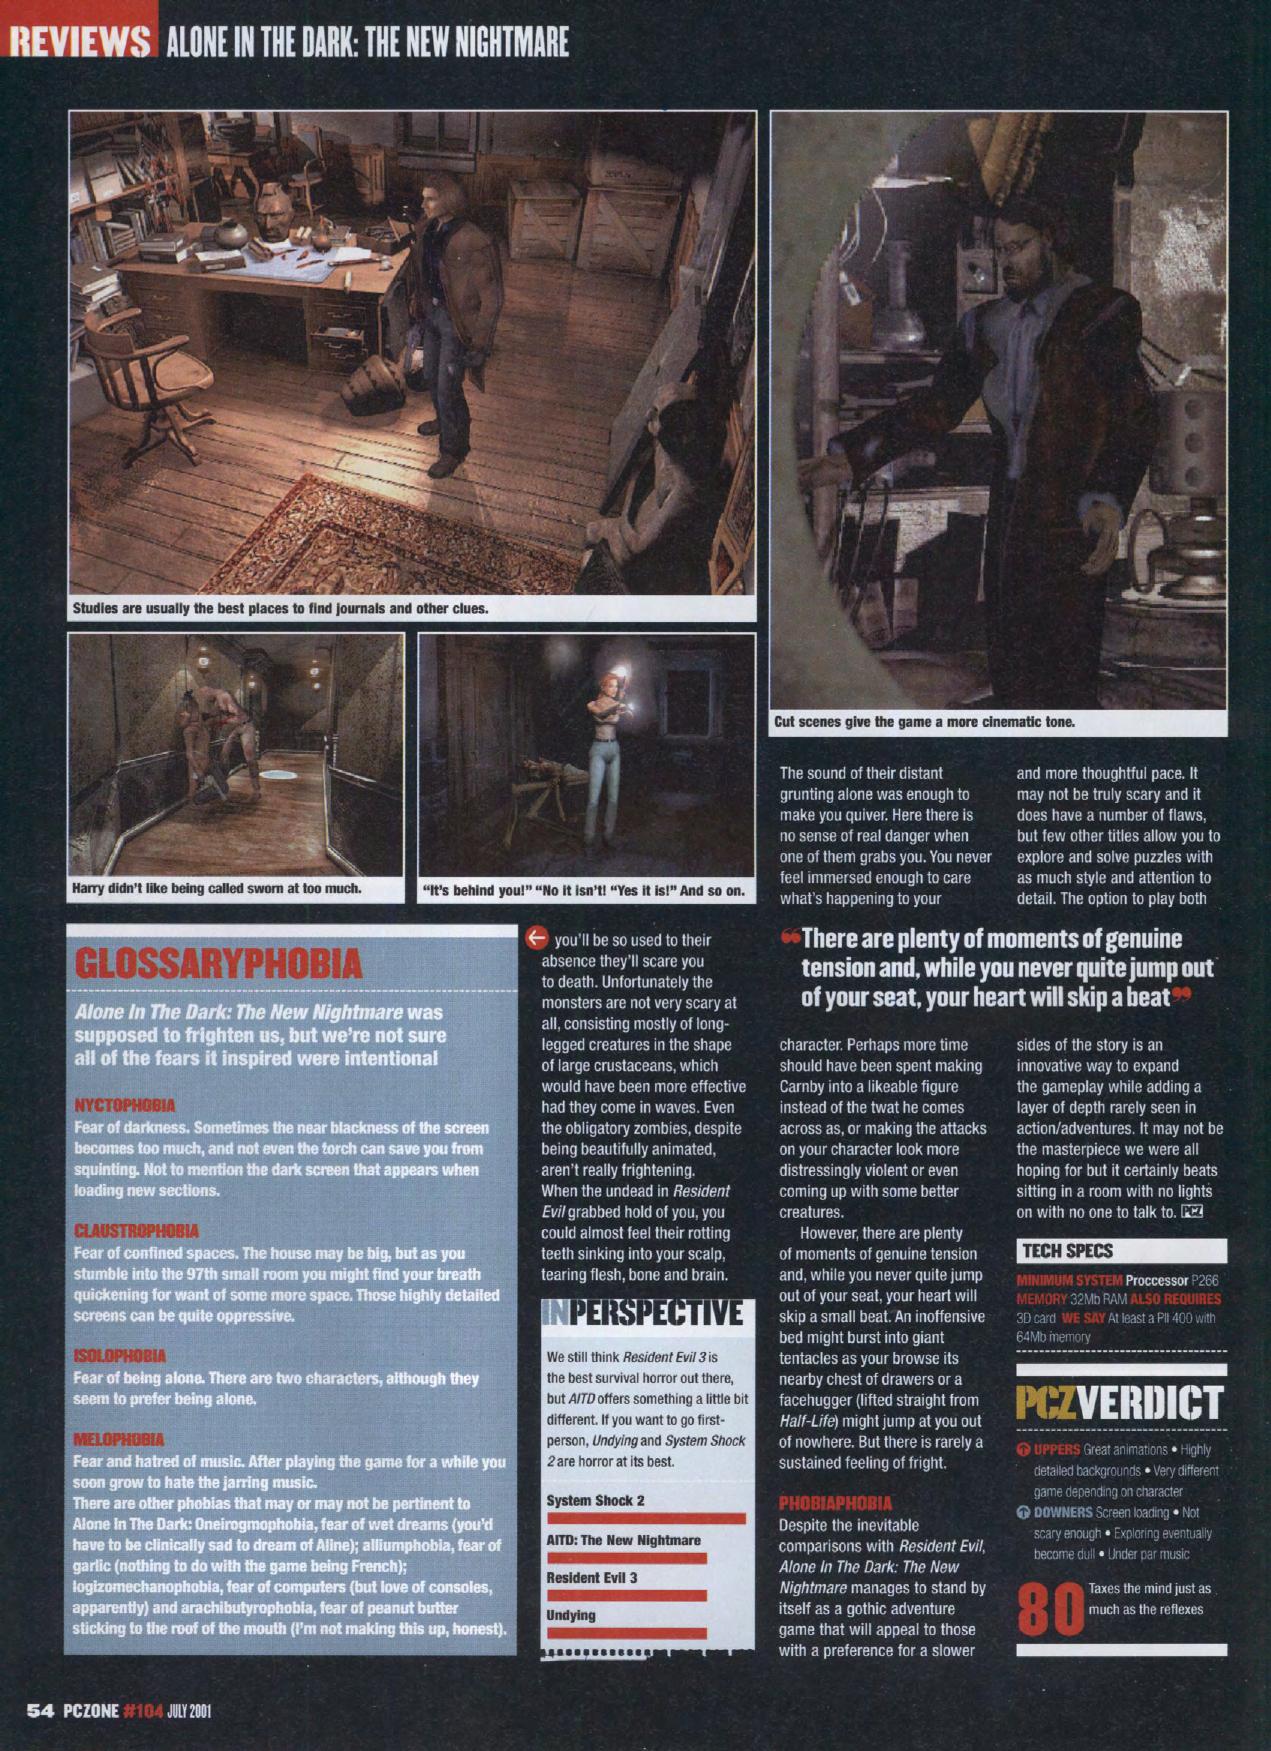 REVIEWS ALONE IN THE DARK: THE NEW NIGHTMARE
Studies are usually the best places to find journals and other clues.
Cut scenes give the game a more cinematic tone.
Harry didn't like being called sworn at too much.
"It's behind you!" "No it isn't! "Yes it is!" And so on.
GLOSSARYPHOBIA
Alone In The Dark: The New Nightmare was
supposed to frighten us, but we're not sure
all of the fears it inspired were intentional
NYCTOPHOBIA
Fear of darkness. Sometimes the near blackness of the screen
becomes too much, and not even the torch can save you from
squinting. Not to mention the dark screen that appears when
loading new sections.
CLAUSTROPHOBIA
Fear of confined spaces. The house may be big, but as you
stumble into the 97th small room you might find your breath
quickening for want of some more space. Those highly detailed
screens can be quite oppressive.
ISOLOPHOBIA
Fear of being alone. There are two characters, although they
seem to prefer being alone.
MELOPHOBIA
Fear and hatred of music. After playing the game for a while you
soon grow to hate the jarring music.
There are other phobias that may or may not be pertinent to
Alone In The Dark: Oneirogmophobia, fear of wet dreams (you'd
have to be clinically sad to dream of Aline); alliumphobia, fear of
garlic (nothing to do with the game being French);
logizomechanophobia, fear of computers (but love of consoles,
apparently) and arachibutyrophobia, fear of peanut butter
sticking to the roof of the mouth (I'm not making this up, honest).
you'll be so used to their
absence they'll scare you
to death. Unfortunately the
monsters are not very scary at
all, consisting mostly of long-
legged creatures in the shape
of large crustaceans, which
would have been more effective
had they come in waves. Even
the obligatory zombies, despite
being beautifully animated,
aren't really frightening.
When the undead in Resident
Evil grabbed hold of you, you
could almost feel their rotting
teeth sinking into your scalp,
tearing flesh, bone and brain.
INPERSPECTIVE
We still think Resident Evil 3 is
the best survival horror out there,
but AITD offers something a little bit
different. If you want to go first-
person, Undying and System Shock
2 are horror at its best.
System Shock 2
AITD: The New Nightmare
Resident Evil 3
Undying
The sound of their distant
grunting alone was enough to
make you quiver. Here there is
no sense of real danger when
one of them grabs you. You never
feel immersed enough to care
what's happening to your
"There are plenty of moments of genuine
tension and, while you never quite jump out
of your seat, your heart will skip a beat"
character. Perhaps more time
should have been spent making
Carnby into a likeable figure
instead of the twat he comes
across as, or making the attacks
on your character look more
distressingly violent or even
coming up with some better
creatures.
However, there are plenty
of moments of genuine tension
and, while you never quite jump
out of your seat, your heart will
skip a small beat. An inoffensive
bed might burst into giant
tentacles as your browse its
nearby chest of drawers or a
facehugger (lifted straight from
Half-Life) might jump at you out
of nowhere. But there is rarely a
sustained feeling of fright.
PHOBIAPHOBIA
Despite the inevitable
comparisons with Resident Evil,
Alone In The Dark: The New
Nightmare manages to stand by
itself as a gothic adventure
game that will appeal to those
with a preference for a slower
and more thoughtful pace. It
may not be truly scary and it
does have a number of flaws,
but few other titles allow you to
explore and solve puzzles with
as much style and attention to
detail. The option to play both
sides of the story is an
innovative way to expand
the gameplay while adding a
layer of depth rarely seen in
action/adventures. It may not be
the masterpiece we were all
hoping for but it certainly beats
sitting in a room with no lights
on with no one to talk to. PCZ
TECH SPECS
MINIMUM SYSTEM Proccessor P266
MEMORY 32Mb RAM ALSO REQUIRES
3D card WE SAY At least a PII 400 with
64Mb memory
PCZVERDICT
UPPERS Great animations • Highly
detailed backgrounds • Very different
game depending on character
DOWNERS Screen loading • Not
scary enough • Exploring eventually
become dull • Under par music
80
Taxes the mind just as
much as the reflexes
54 PCZONE #104 JULY 2001